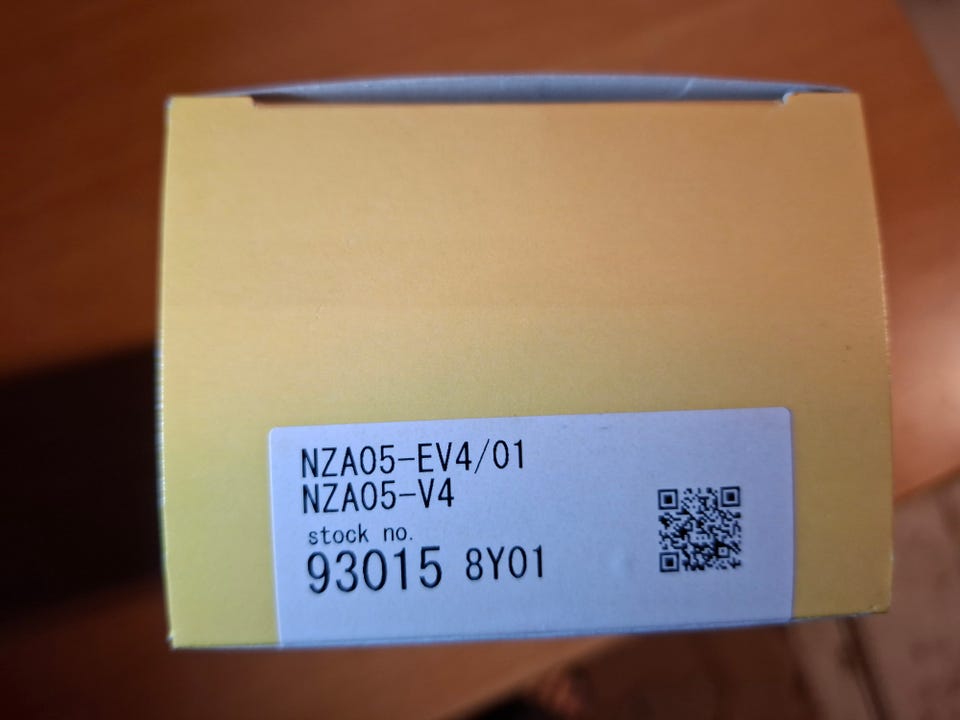 NZA05-EV4/01
NZA05-V4
stock no.
93015 8Y01